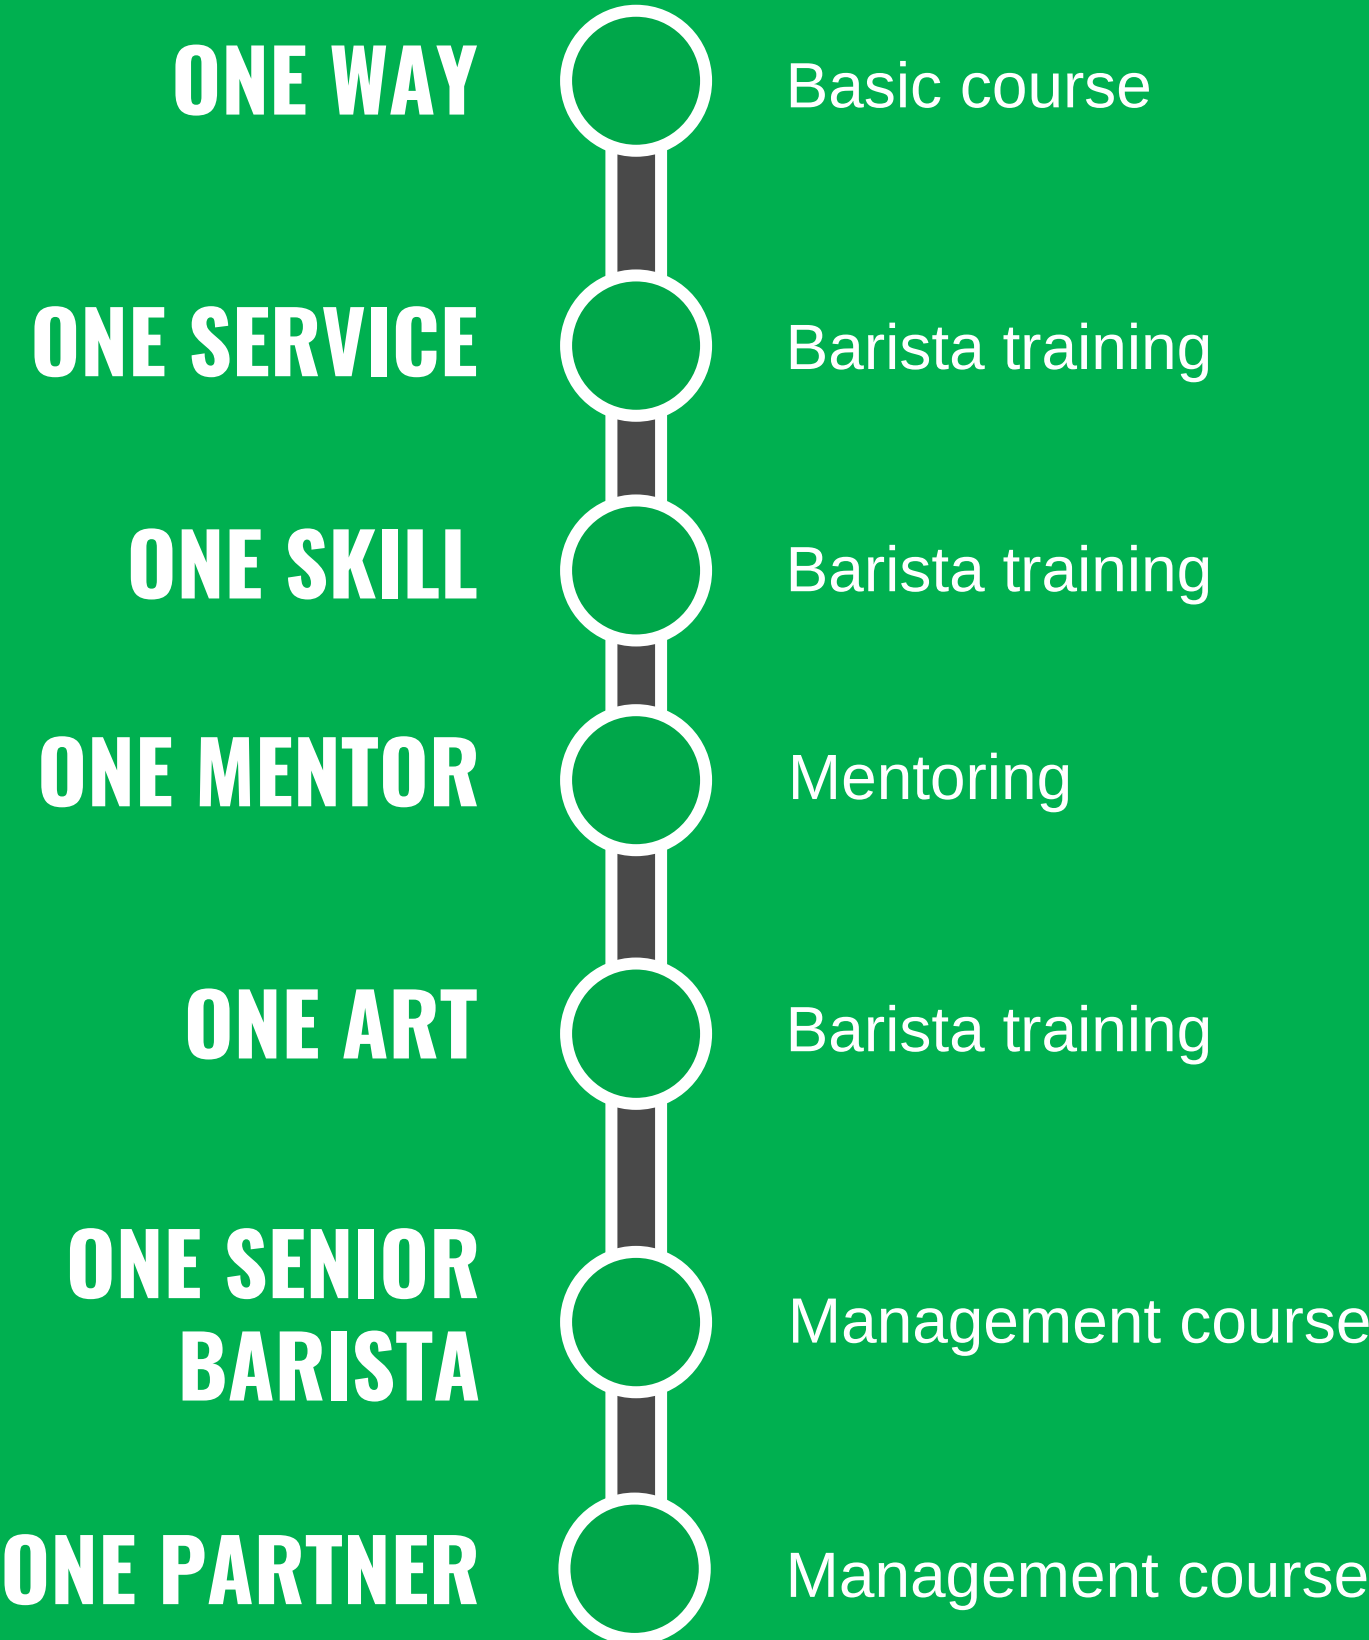 ONE WAY
Basic course
ONE SERVICE
Barista training
ONE SKILL
Barista training
ONE MENTOR
Mentoring
ONE ART
Barista training
ONE SENIOR
BARISTA
Management course
ONE PARTNER
Management course